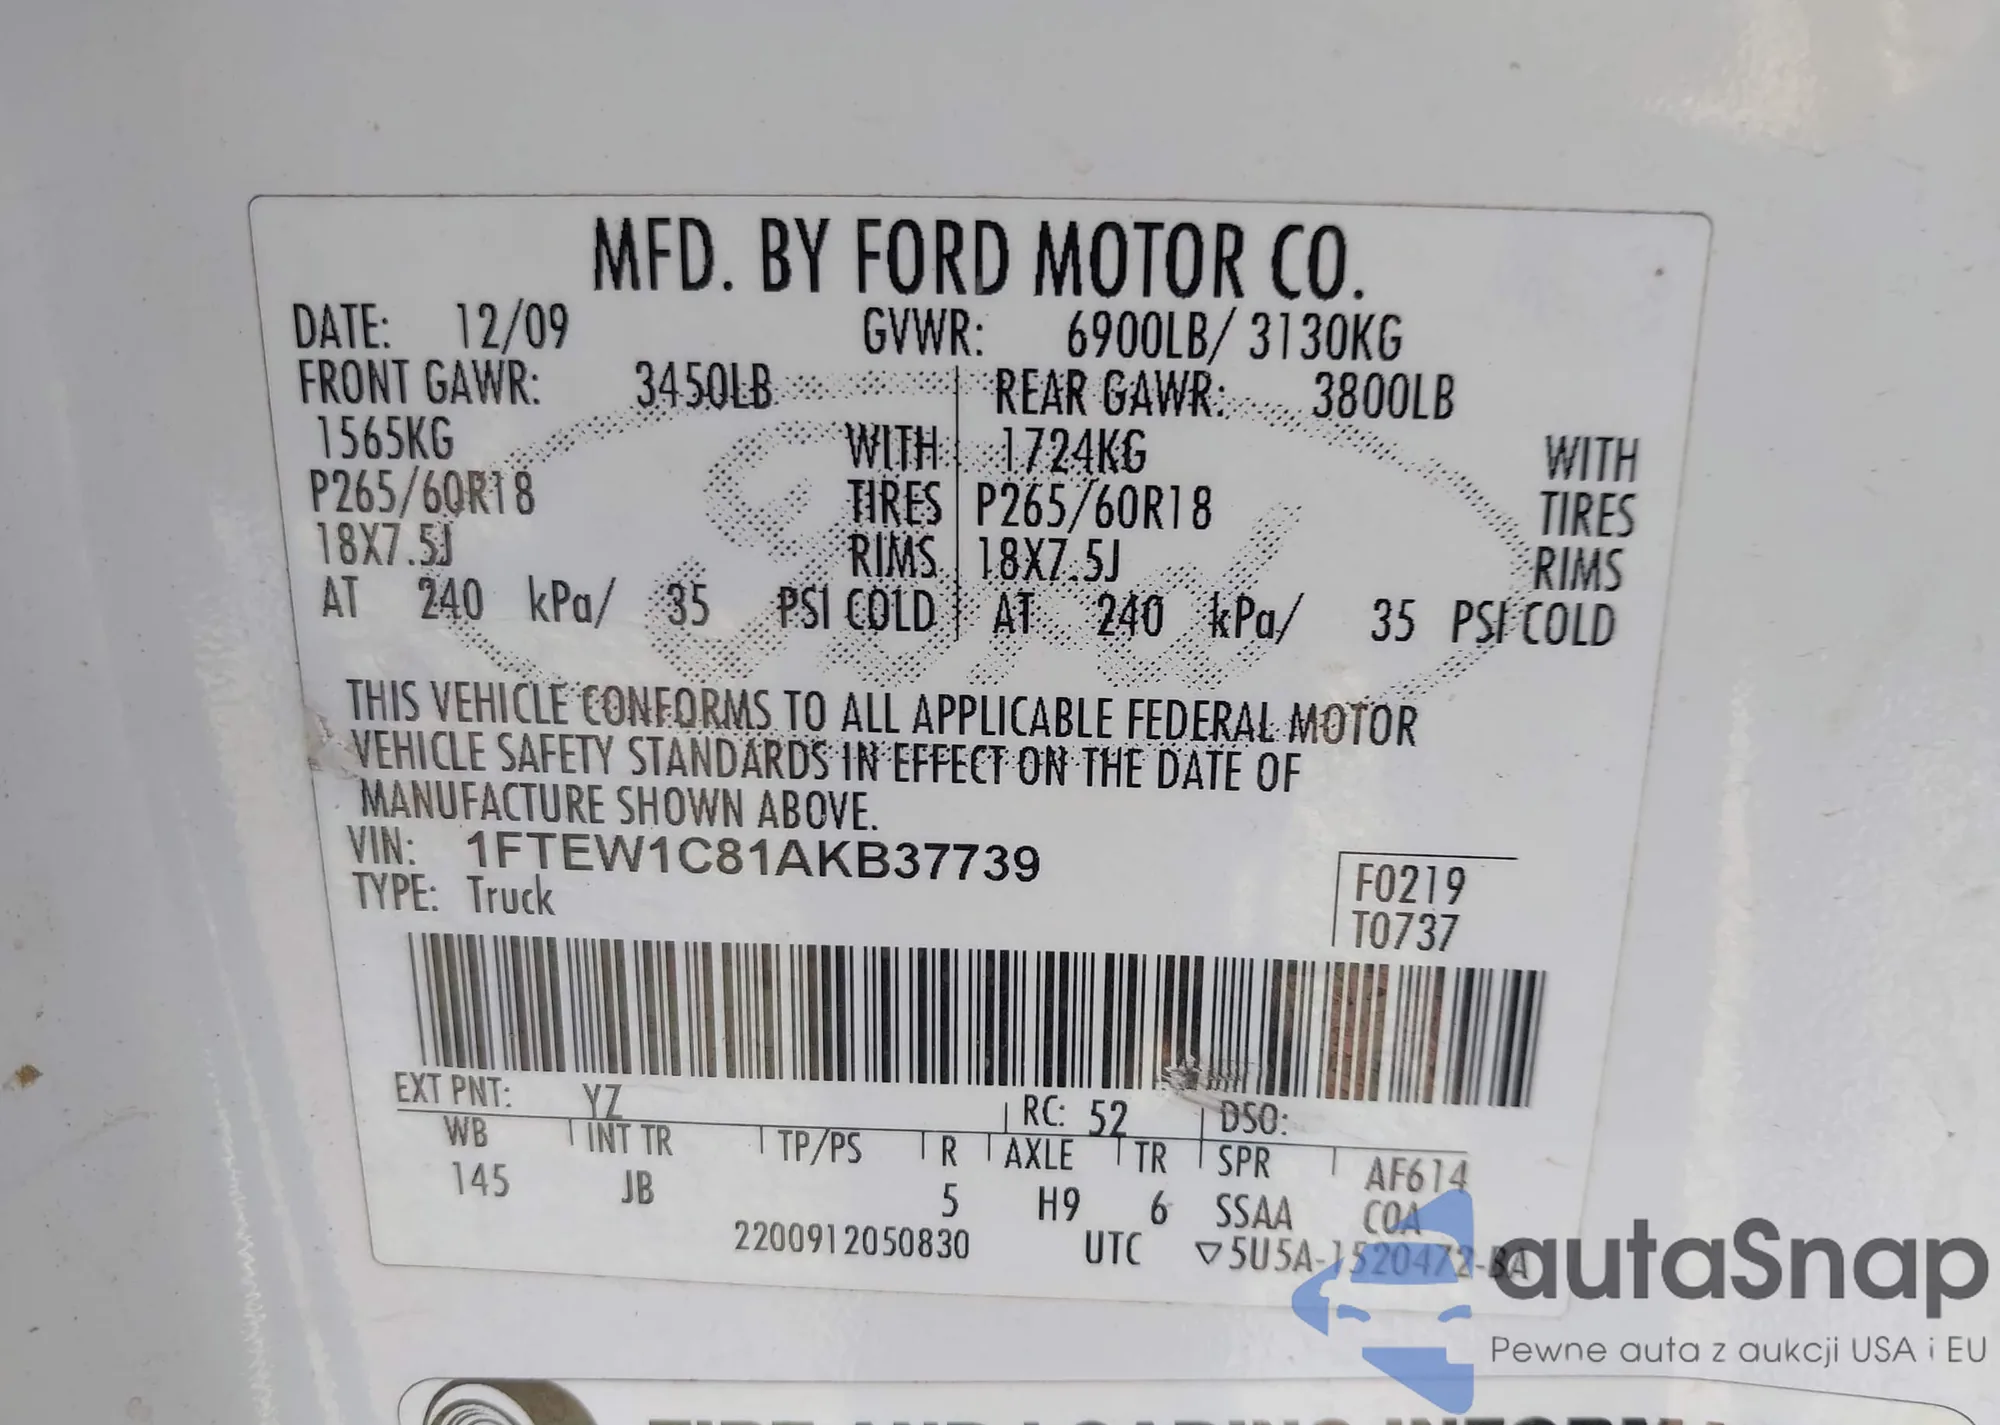 MFD. BY FORD MOTOR CO.
DATE: 12/09 GVWR: 6900LB/ 3130KG
FRONT GAWR: 3450LB REAR GAWR: 3800LB
1565KG WITH 1724KG WITH
P265/60R18 TIRES P265/60R18 TIRES
18X7.5J RIMS 18X7.5J RIMS
AT 240 kPa/ 35 PSI COLD AT 240 kPa/ 35 PSI COLD
THIS VEHICLE CONFORMS TO ALL APPLICABLE FEDERAL MOTOR
VEHICLE SAFETY STANDARDS IN EFFECT ON THE DATE OF
MANUFACTURE SHOWN ABOVE.
VIN: 1FTEW1C81AKB37739
TYPE: Truck
F0219
T0737
EXT PNT: YZ RC: 52 DSO:
WB INT TR TP/PS R AXLE TR SPR AF614
145 JB 5 H9 6 SSAA COA
2200912050830 UTC ▽5U5A-1520472-BA
autaSnap
Pewne auta z aukcji USA i EU